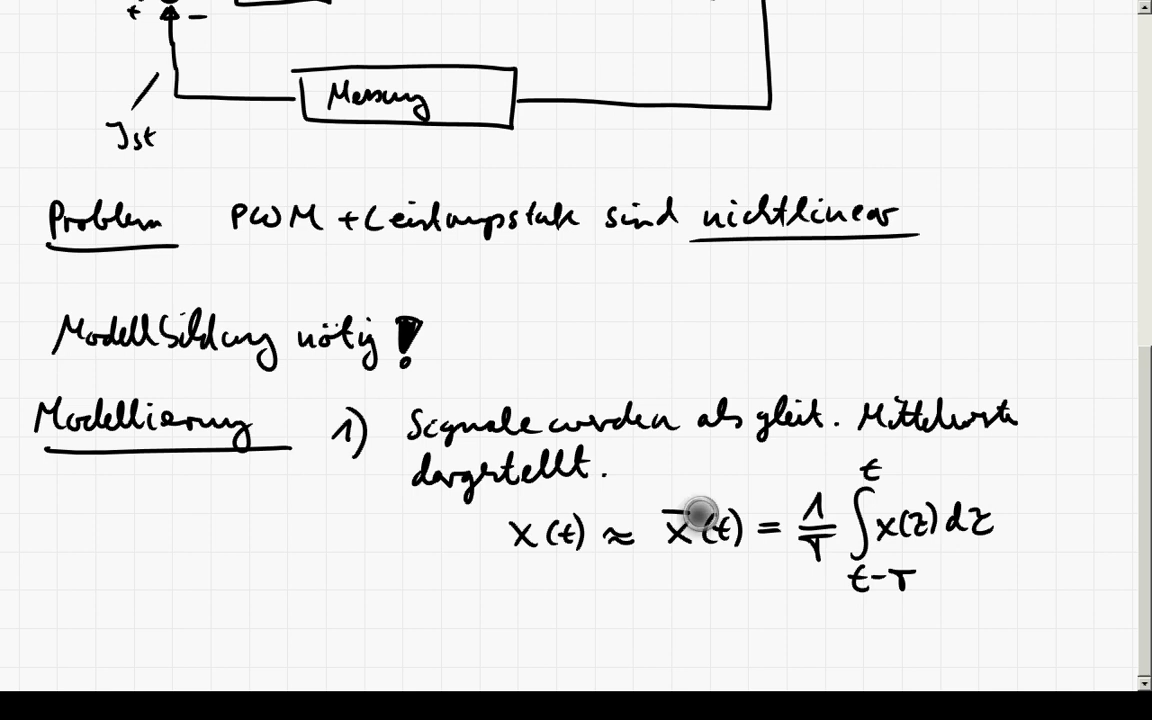 + −
Messung
Ist
Problem PWM + Leistungsstufe sind nichtlinear
Modellbildung nötig!
Modellierung 1) Signale werden als gleit. Mittelwerte
dargestellt.
x(t) ≈ x̄(t) = 1/T ∫_{t-T}^{t} x(τ) dτ